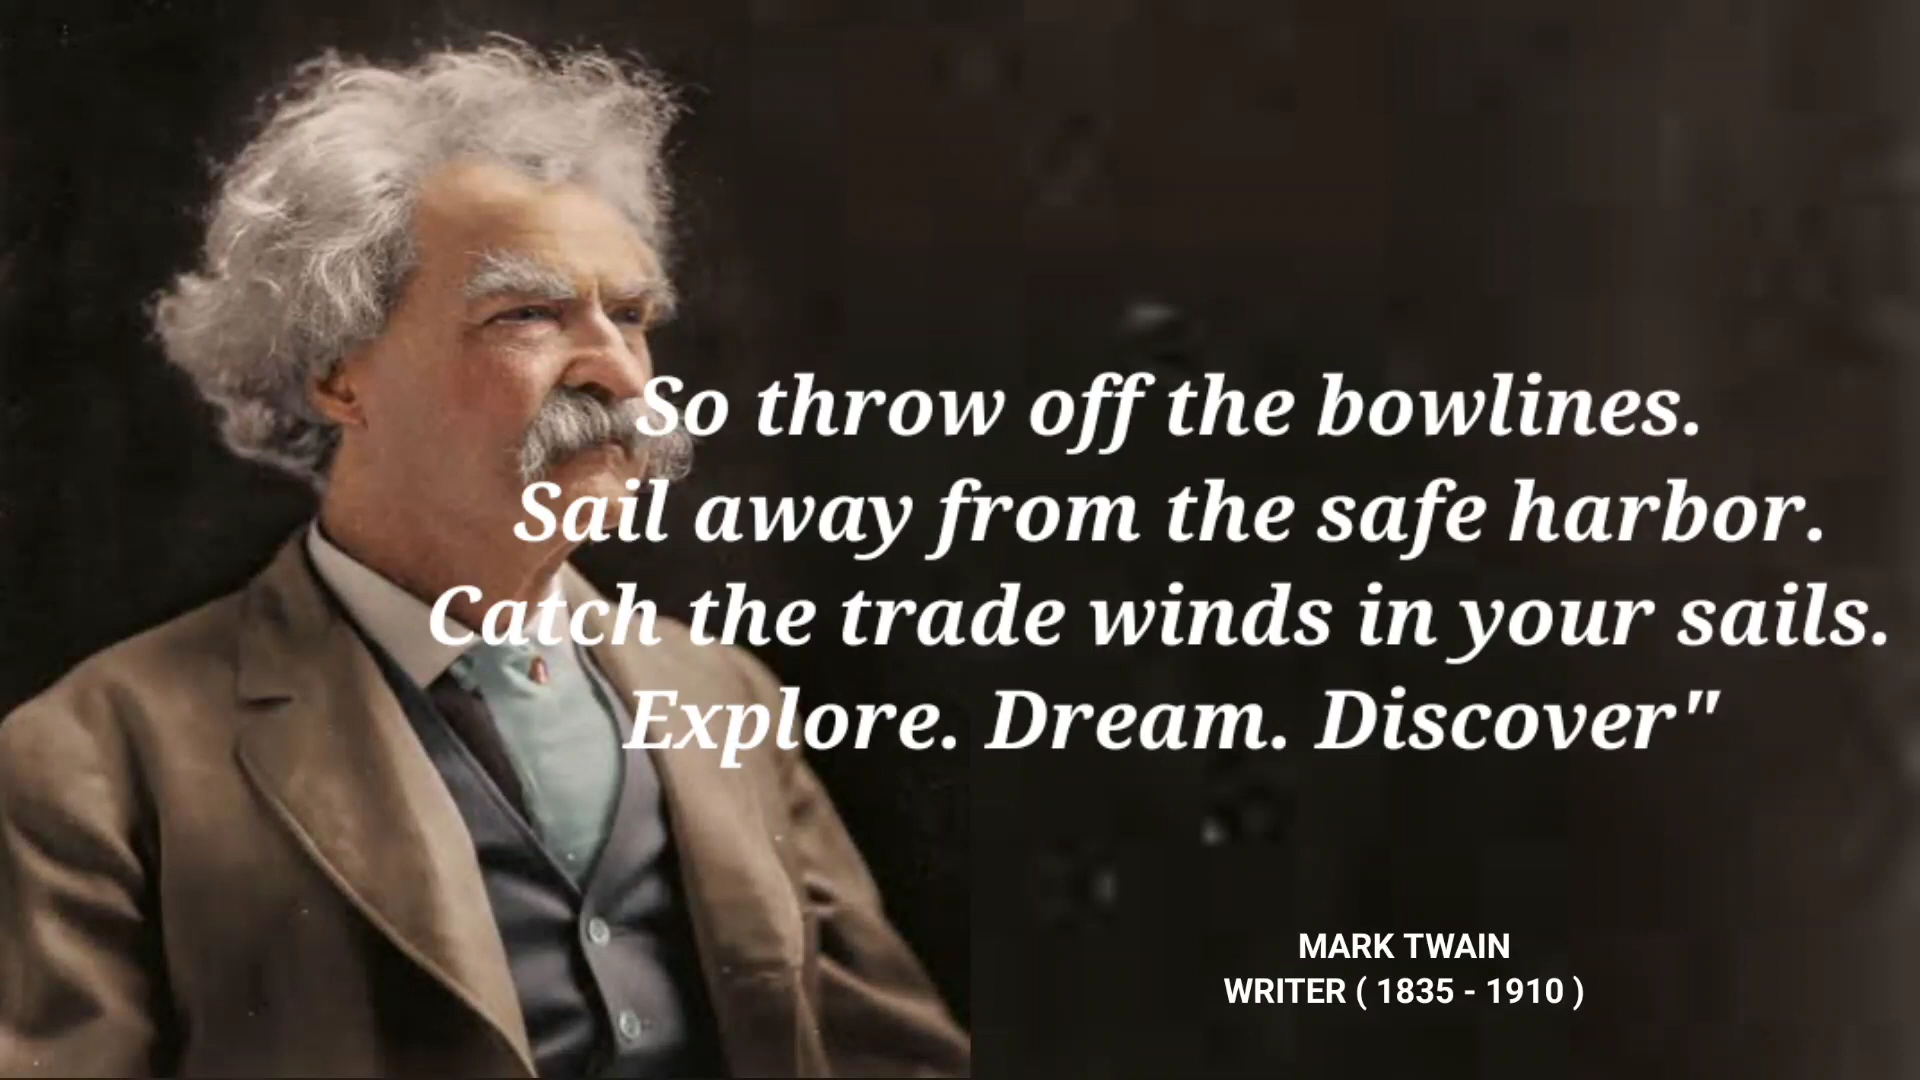 So throw off the bowlines.
Sail away from the safe harbor.
Catch the trade winds in your sails.
Explore. Dream. Discover"
MARK TWAIN
WRITER ( 1835 - 1910 )